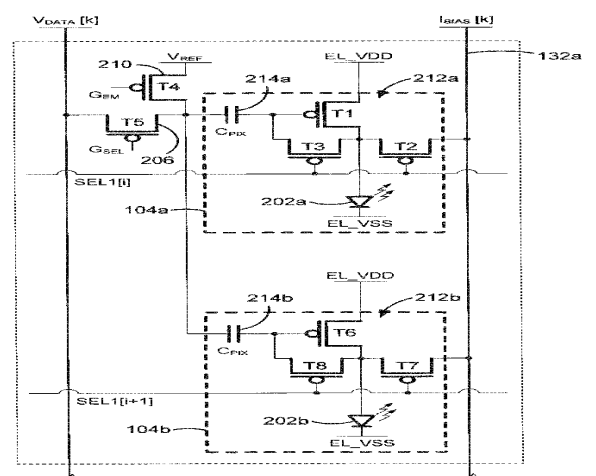 VDATA [k] IBIAS [k]
210 VREF EL_VDD 132a
214a 212a
T4
GEM T1
T5 CPIX
T3 T2
GSEL 206
SEL1[i]
202a
104a EL_VSS
EL_VDD
214b 212b
T6
CPIX
T8 T7
SEL1[i+1]
202b
104b EL_VSS